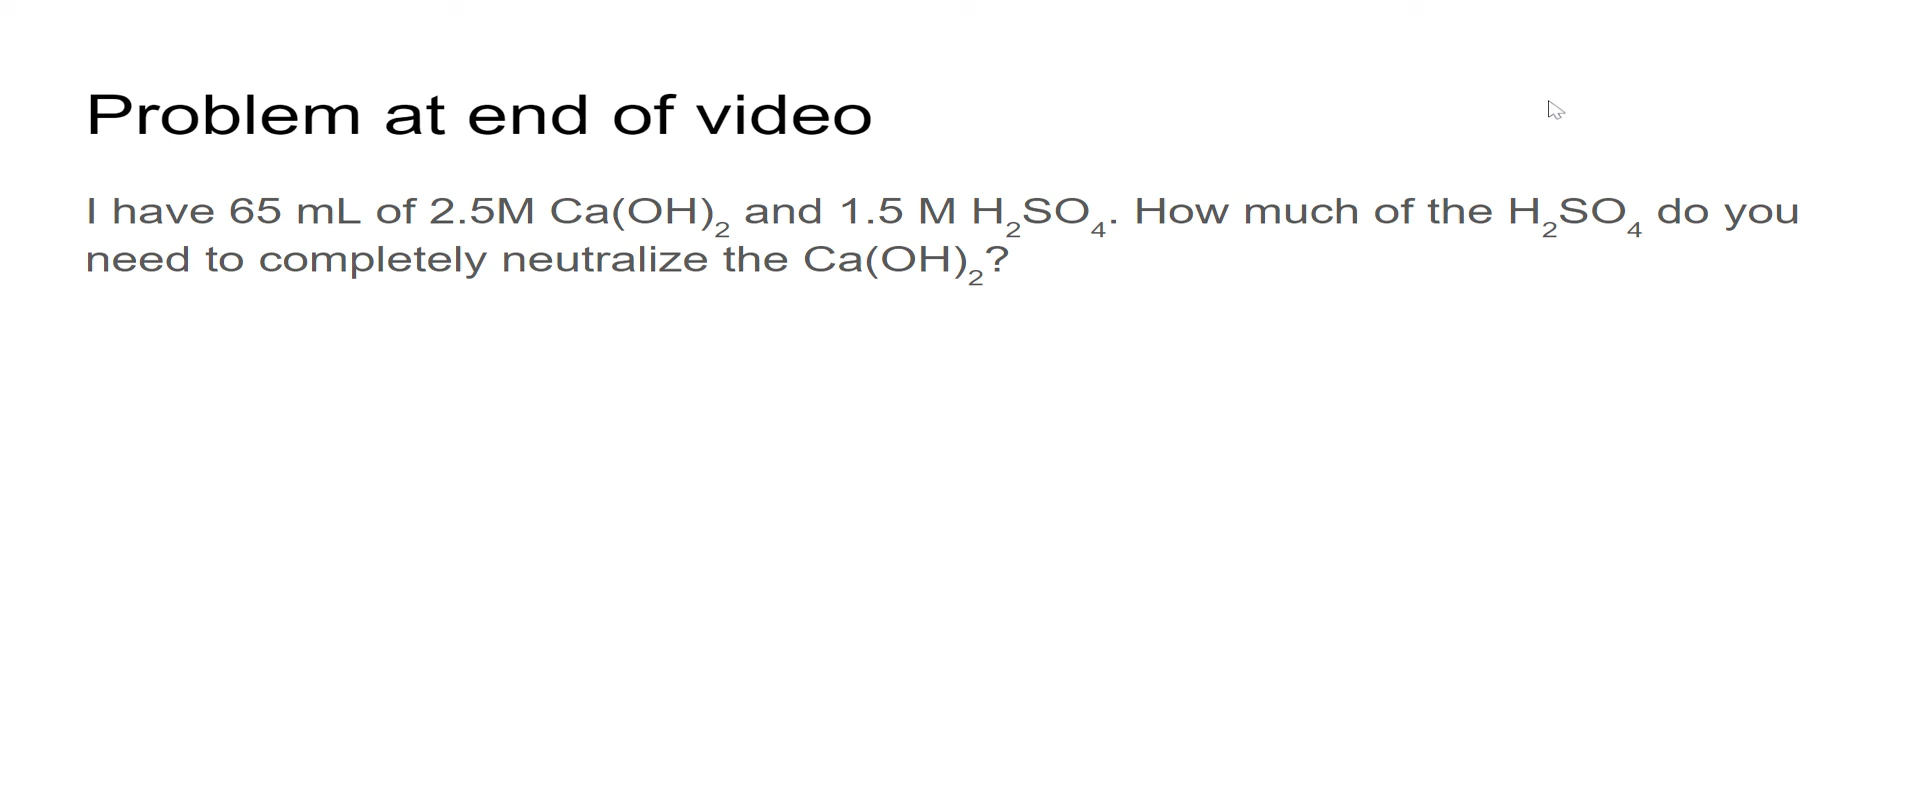 Problem at end of video
I have 65 mL of 2.5M Ca(OH)₂ and 1.5 M H₂SO₄. How much of the H₂SO₄ do you
need to completely neutralize the Ca(OH)₂?